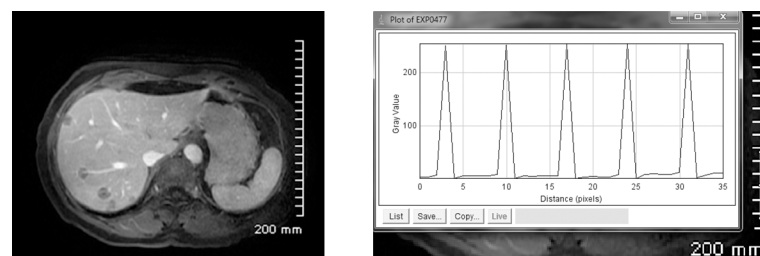 200 mm
Plot of EXP0477
200
100
Gray Value
0 5 10 15 20 25 30 35
Distance (pixels)
List Save... Copy... Live
200 mm